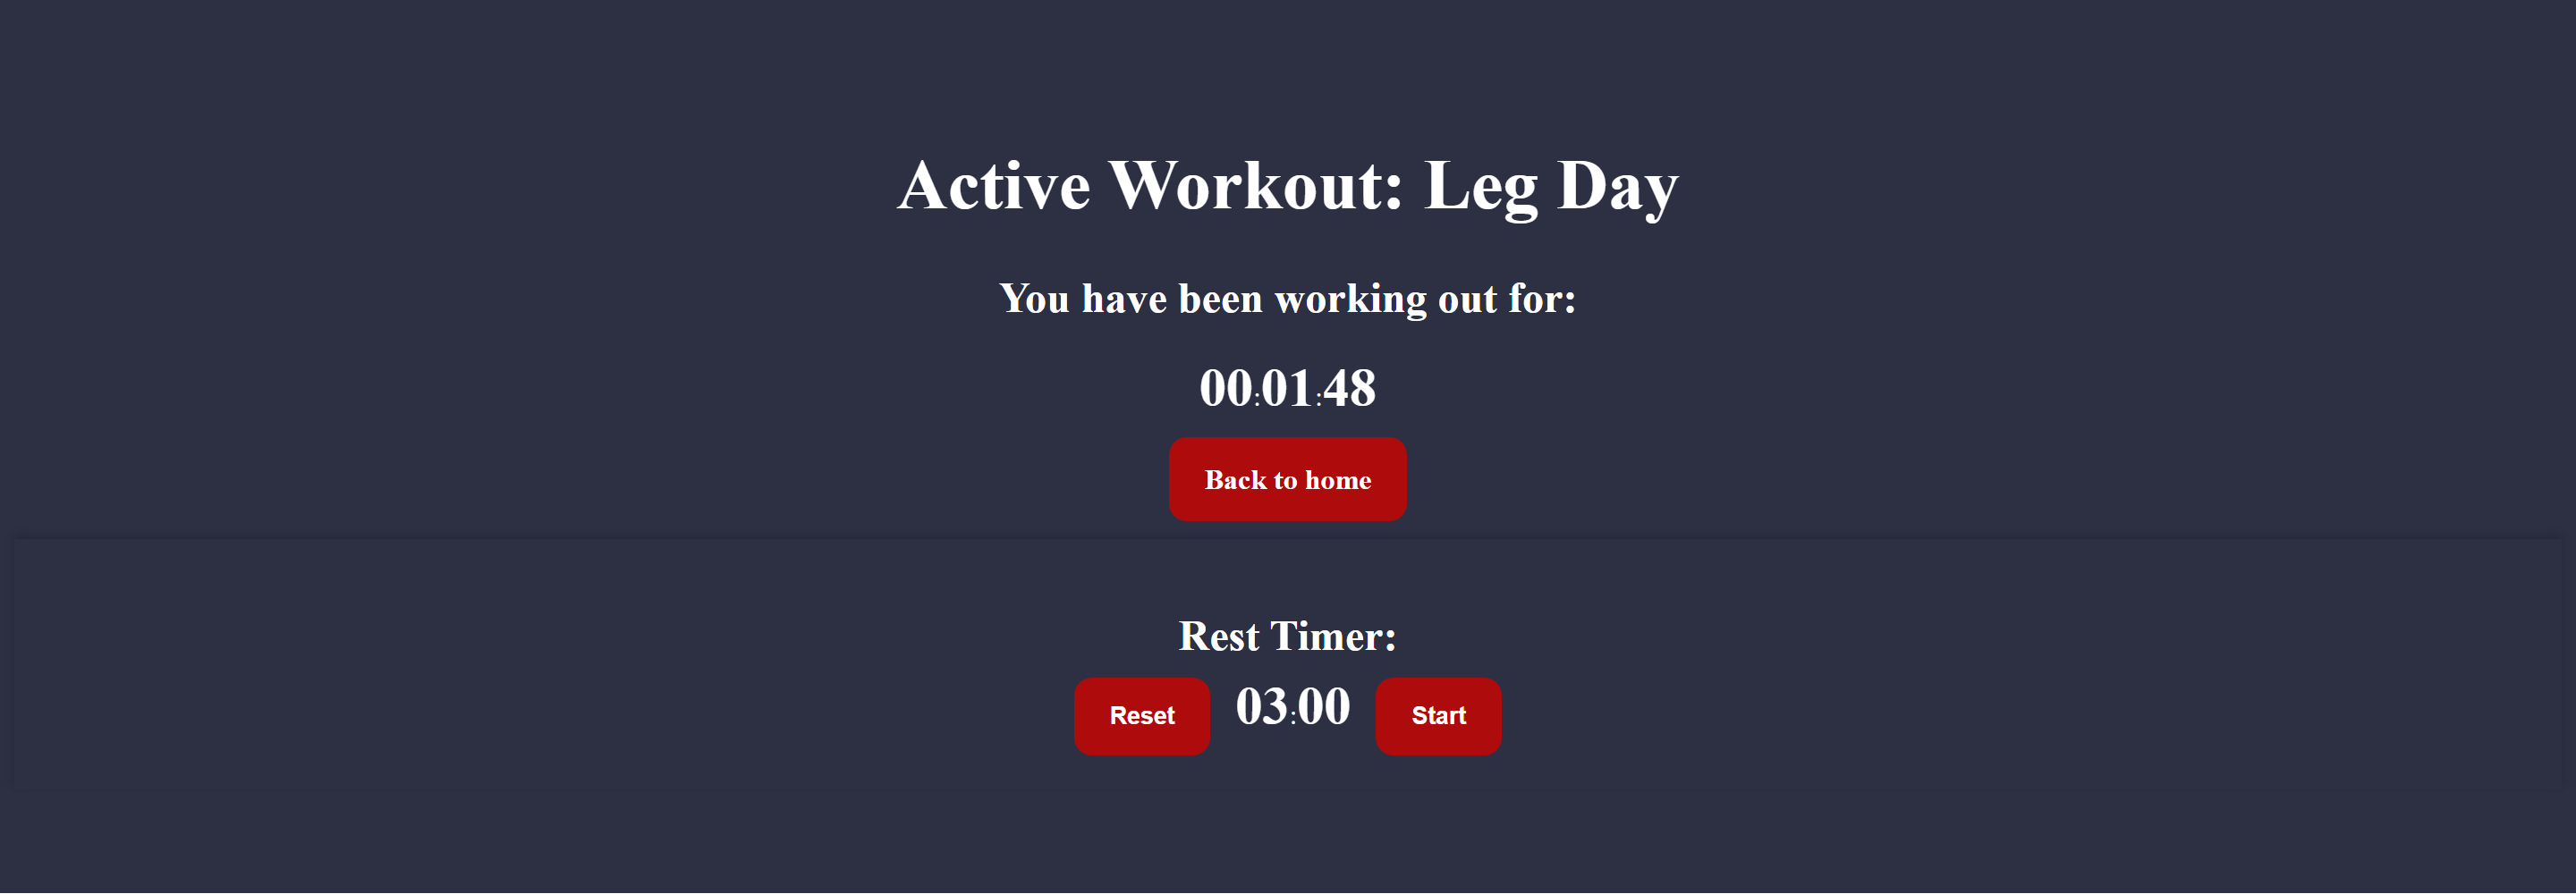 Active Workout: Leg Day
You have been working out for:
00:01:48
Back to home
Rest Timer:
Reset 03:00 Start